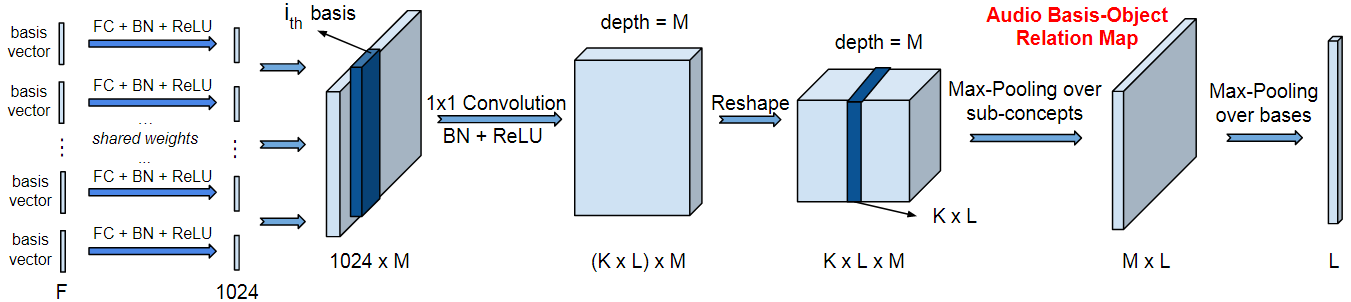 basis
vector
FC + BN + ReLU
basis
vector
FC + BN + ReLU
...
shared weights
...
basis
vector
FC + BN + ReLU
basis
vector
FC + BN + ReLU
F
1024
i th basis
1024 x M
1x1 Convolution
BN + ReLU
depth = M
(K x L) x M
Reshape
depth = M
K x L
K x L x M
Max-Pooling over
sub-concepts
Audio Basis-Object
Relation Map
M x L
Max-Pooling
over bases
L